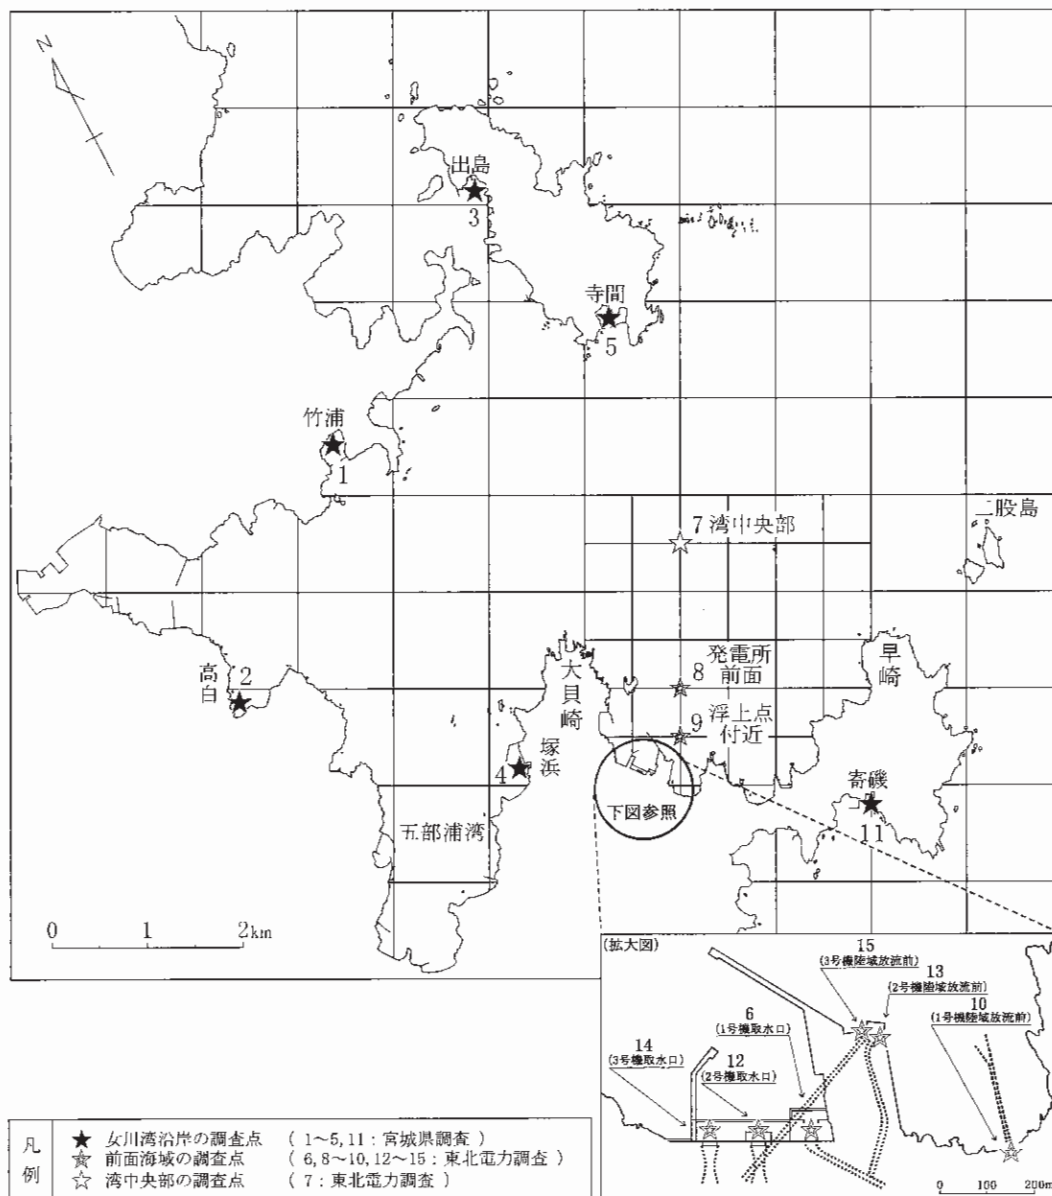 N
出島
3
寺間
5
竹浦
1
二股島
7 湾中央部
早崎
大貝崎
発電所
前面
8
高白
2
9 浮上点
付近
塚浜
4
寄磯
11
下図参照
五部浦湾
0 1 2km
(拡大図)
15
(3号機陸域放流前)
13
(2号機陸域放流前)
10
(1号機陸域放流前)
6
(1号機取水口)
14
(3号機取水口)
12
(2号機取水口)
0 100 200m
凡例
★ 女川湾沿岸の調査点 (1~5,11:宮城県調査)
前面海域の調査点 (6,8~10,12~15:東北電力調査)
☆ 湾中央部の調査点 (7:東北電力調査)